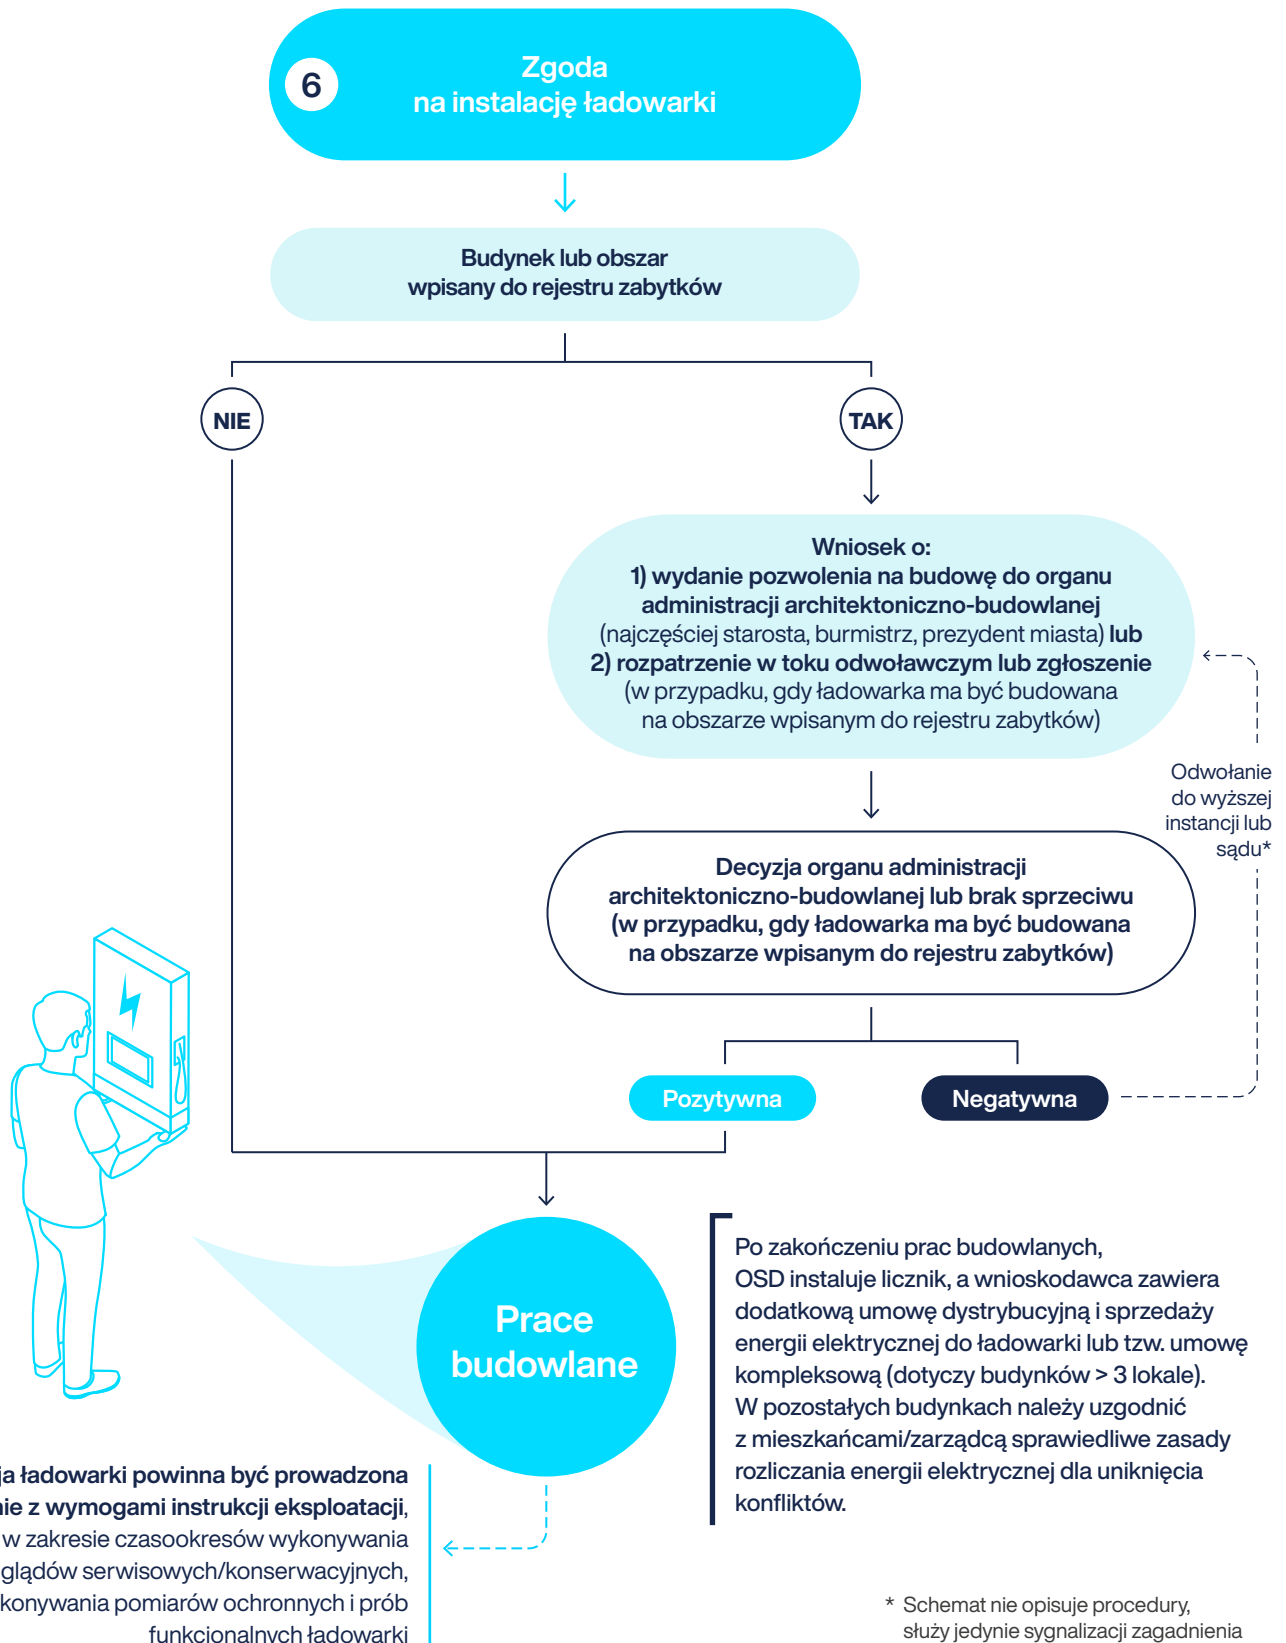 6
Zgoda
na instalację ładowarki
Budynek lub obszar
wpisany do rejestru zabytków
NIE
TAK
Wniosek o:
1) wydanie pozwolenia na budowę do organu
administracji architektoniczno-budowlanej
(najczęściej starosta, burmistrz, prezydent miasta) lub
2) rozpatrzenie w toku odwoławczym lub zgłoszenie
(w przypadku, gdy ładowarka ma być budowana
na obszarze wpisanym do rejestru zabytków)
Odwołanie
do wyższej
instancji lub
sądu*
Decyzja organu administracji
architektoniczno-budowlanej lub brak sprzeciwu
(w przypadku, gdy ładowarka ma być budowana
na obszarze wpisanym do rejestru zabytków)
Pozytywna
Negatywna
Prace
budowlane
Po zakończeniu prac budowlanych,
OSD instaluje licznik, a wnioskodawca zawiera
dodatkową umowę dystrybucyjną i sprzedaży
energii elektrycznej do ładowarki lub tzw. umowę
kompleksową (dotyczy budynków > 3 lokale).
W pozostałych budynkach należy uzgodnić
z mieszkańcami/zarządcą sprawiedliwe zasady
rozliczania energii elektrycznej dla uniknięcia
konfliktów.
ładowarki powinna być prowadzona
z wymogami instrukcji eksploatacji,
w zakresie czasookresów wykonywania
serwisowych/konserwacyjnych,
pomiarów ochronnych i prób
funkcjonalnych ładowarki
* Schemat nie opisuje procedury,
służy jedynie sygnalizacji zagadnienia